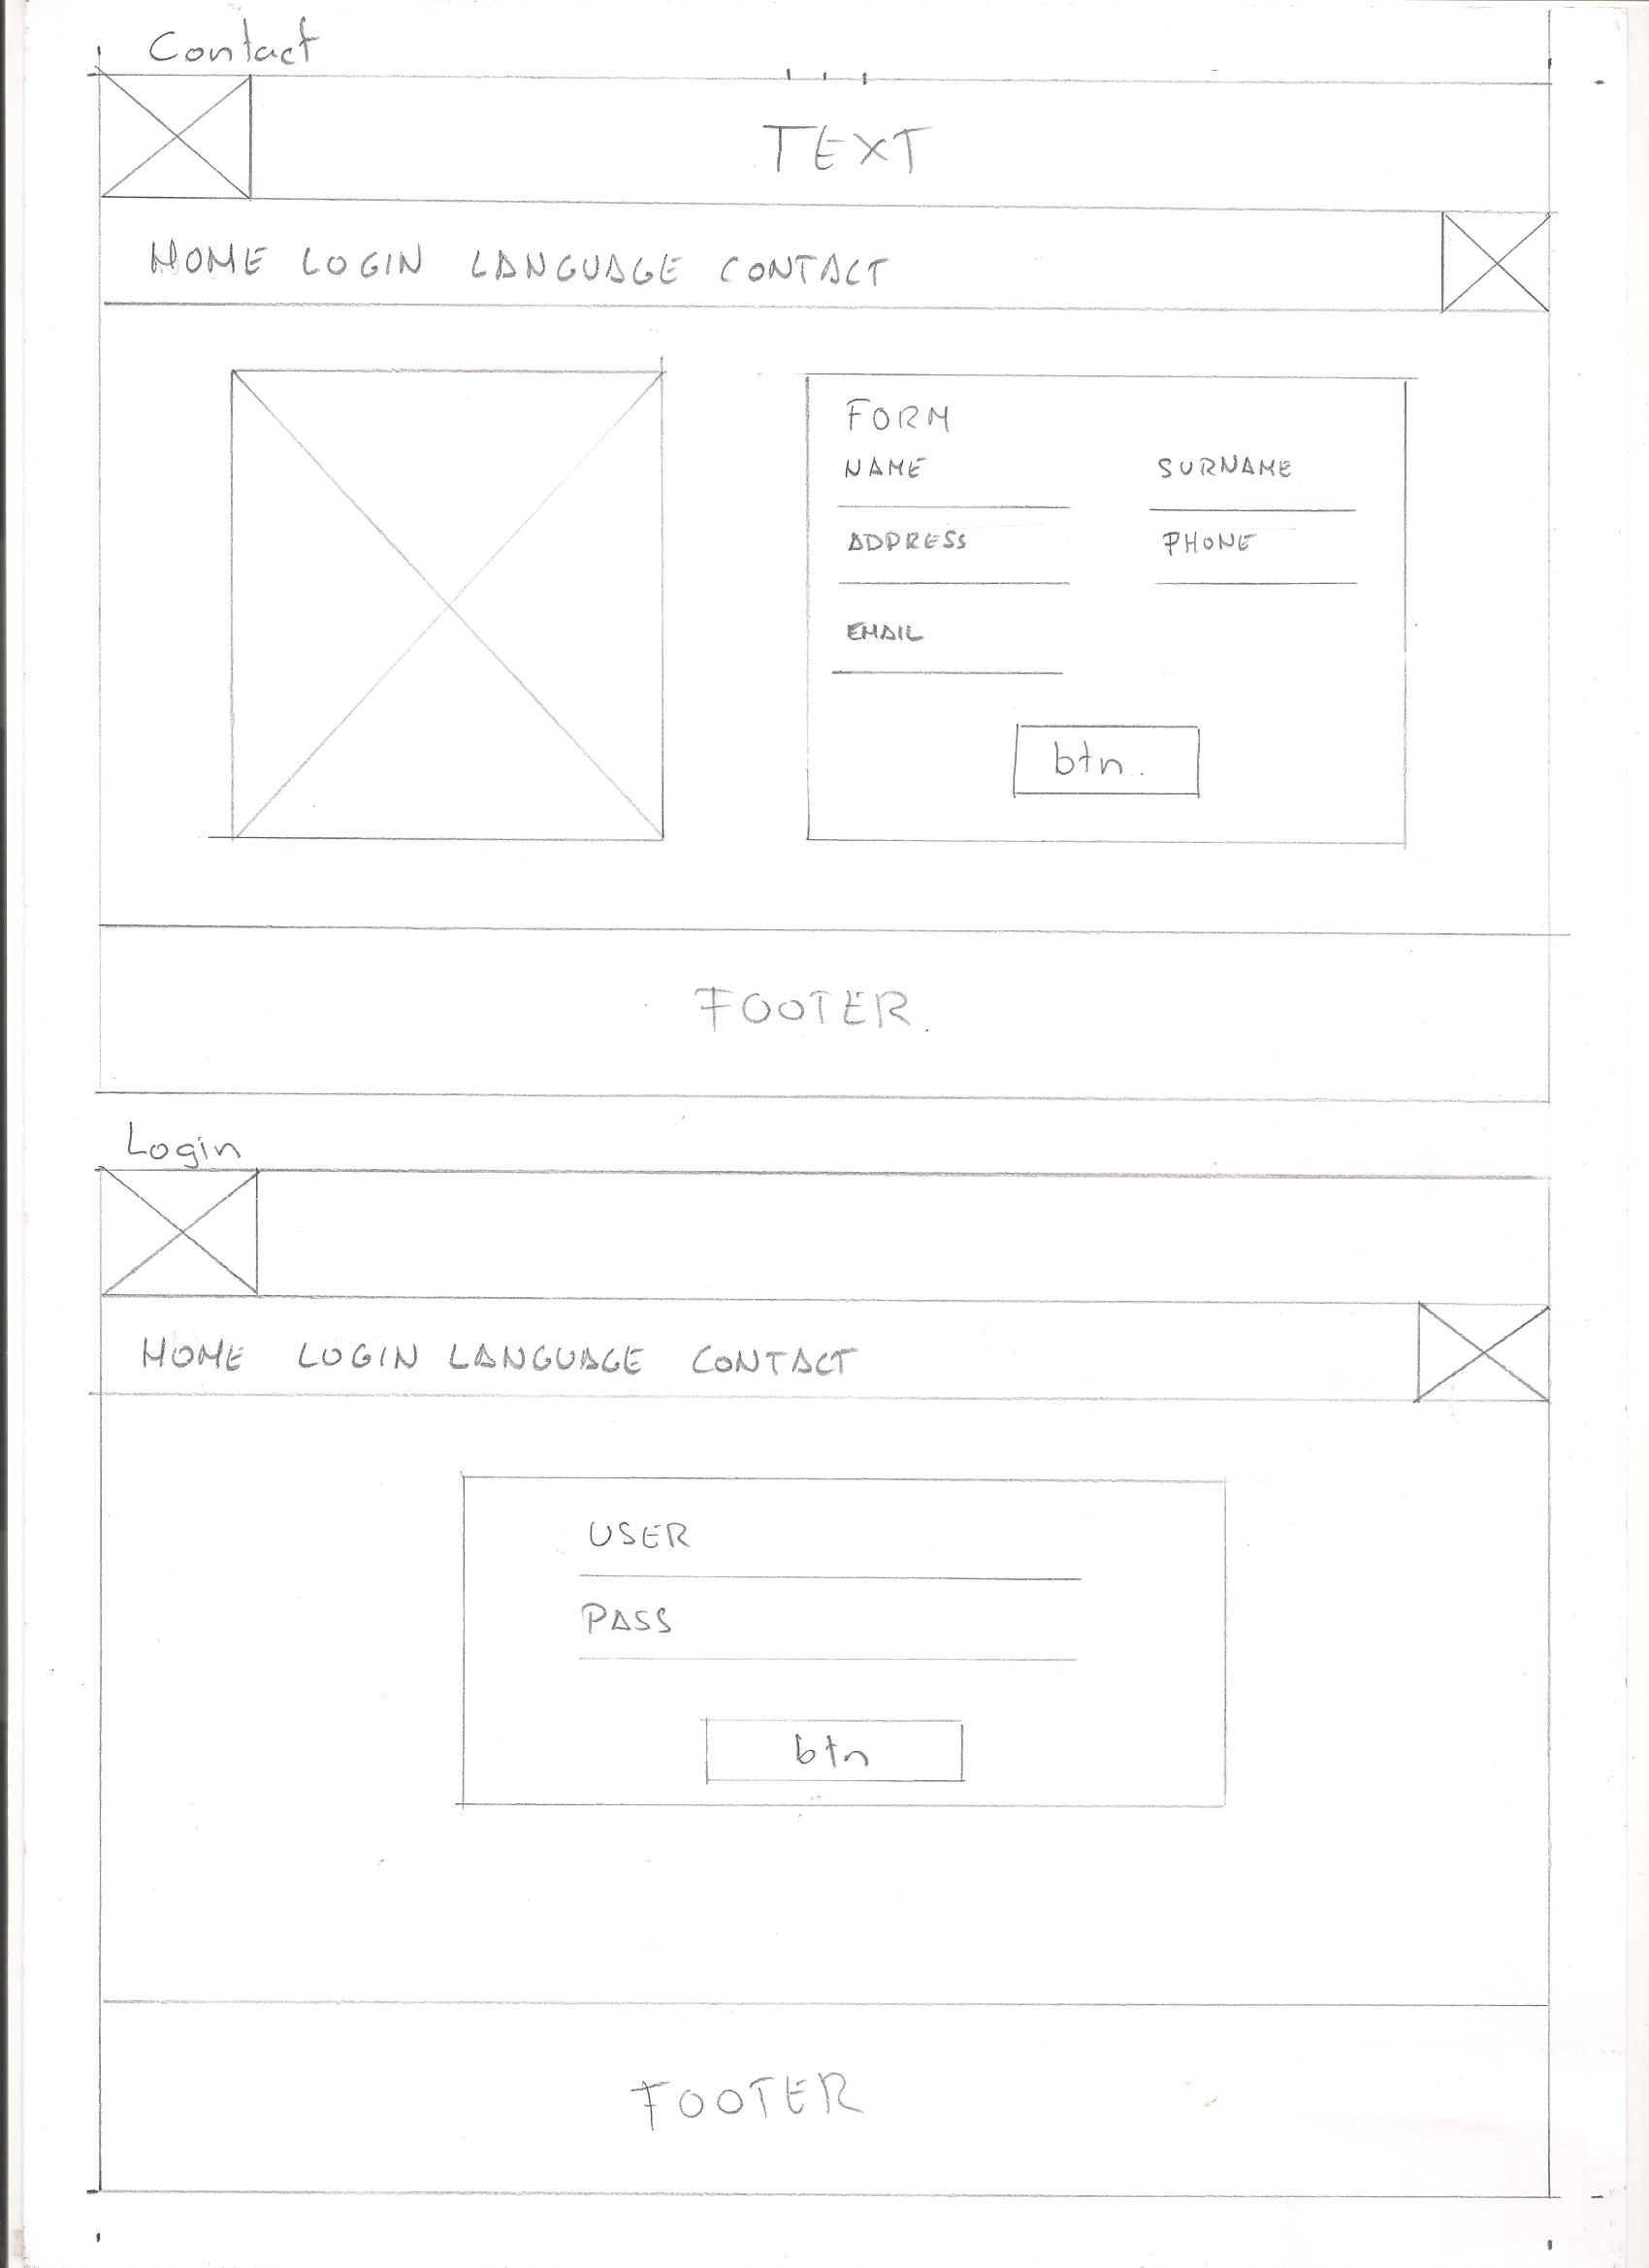 Contact
TEXT
HOME LOGIN LANGUAGE CONTACT
FORM
NAME SURNAME
ADDRESS PHONE
EMAIL
btn.
FOOTER.
Login
HOME LOGIN LANGUAGE CONTACT
USER
PASS
btn
FOOTER